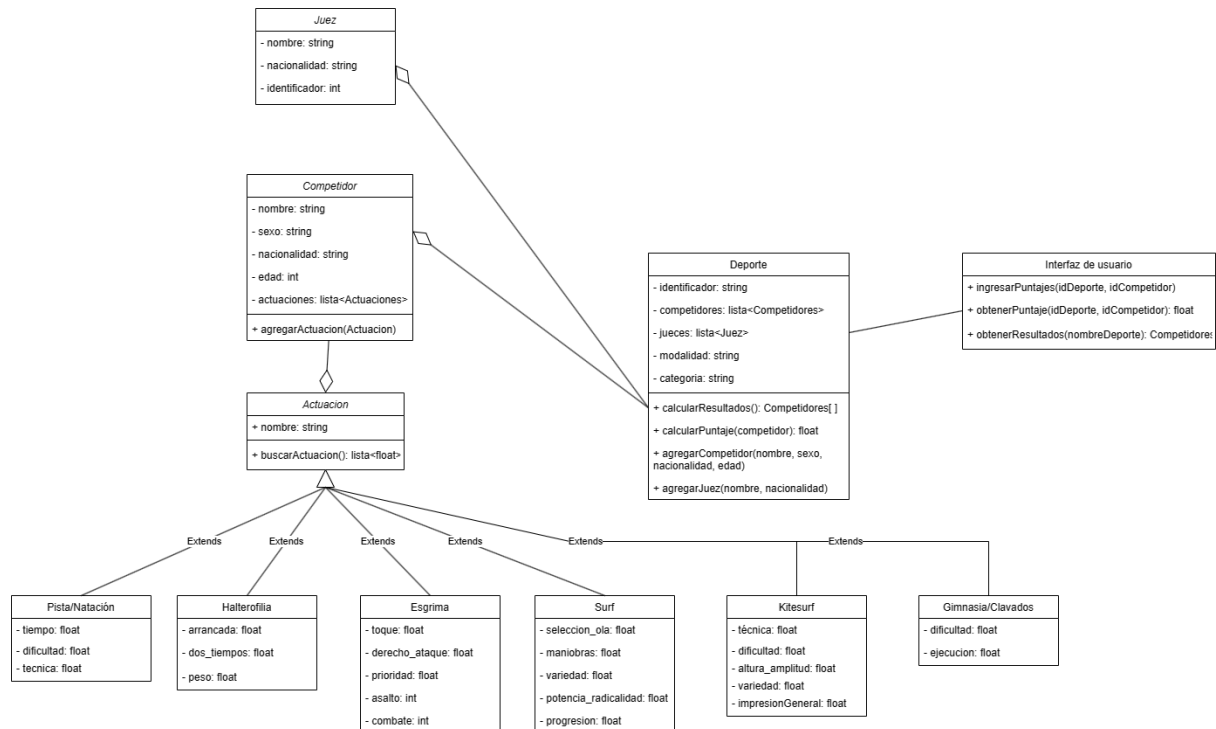 Juez
- nombre: string
- nacionalidad: string
- identificador: int
Competidor
- nombre: string
- sexo: string
- nacionalidad: string
- edad: int
- actuaciones: lista<Actuaciones>
+ agregarActuacion(Actuacion)
Deporte
- identificador: string
- competidores: lista<Competidores>
- jueces: lista<Juez>
- modalidad: string
- categoria: string
+ calcularResultados(): Competidores[ ]
+ calcularPuntaje(competidor): float
+ agregarCompetidor(nombre, sexo,
nacionalidad, edad)
+ agregarJuez(nombre, nacionalidad)
Interfaz de usuario
+ ingresarPuntajes(idDeporte, idCompetidor)
+ obtenerPuntaje(idDeporte, idCompetidor): float
+ obtenerResultados(nombreDeporte): Competidores
Actuacion
+ nombre: string
+ buscarActuacion(): lista<float>
Extends
Extends
Extends
Extends
Extends
Extends
Pista/Natación
- tiempo: float
- dificultad: float
- tecnica: float
Halterofilia
- arrancada: float
- dos_tiempos: float
- peso: float
Esgrima
- toque: float
- derecho_ataque: float
- prioridad: float
- asalto: int
- combate: int
Surf
- seleccion_ola: float
- maniobras: float
- variedad: float
- potencia_radicalidad: float
- progresion: float
Kitesurf
- técnica: float
- dificultad: float
- altura_amplitud: float
- variedad: float
- impresionGeneral: float
Gimnasia/Clavados
- dificultad: float
- ejecucion: float